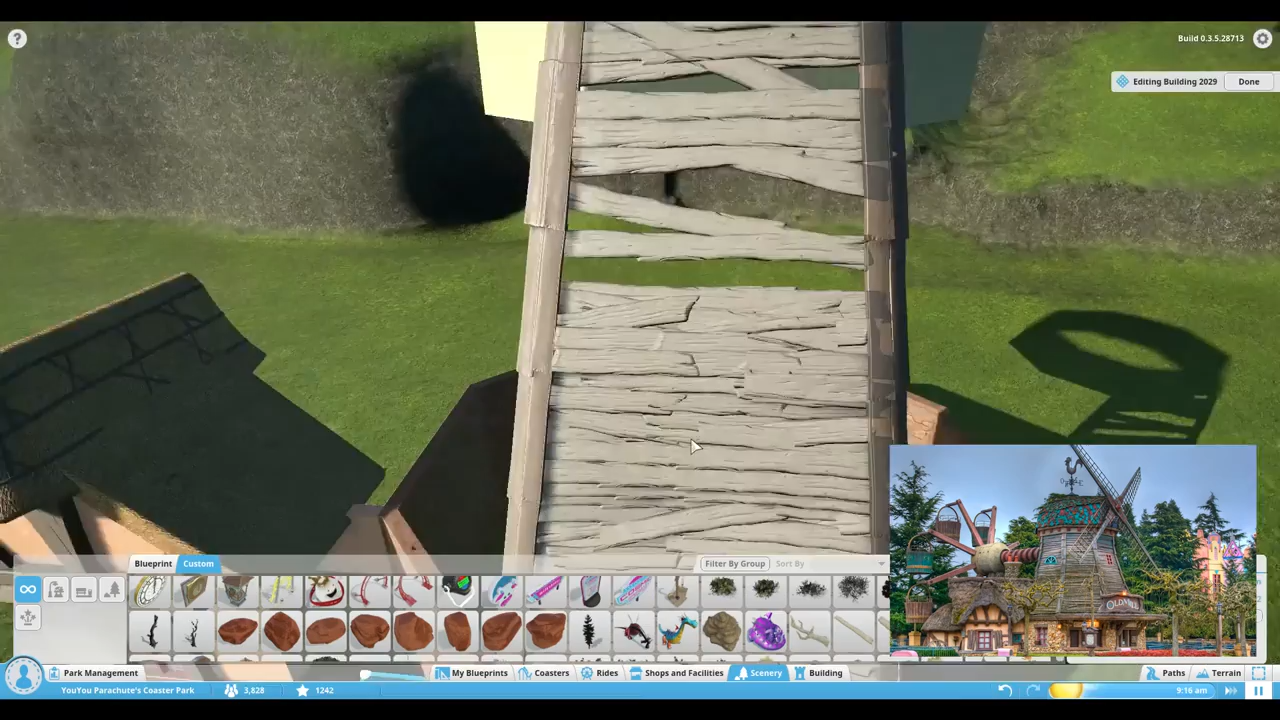 ?
Build 0.3.5.28713
Editing Building 2029
Done
OLD MILL
Blueprint
Custom
Filter By Group
Sort By
Park Management
My Blueprints
Coasters
Rides
Shops and Facilities
Scenery
Building
Paths
Terrain
YouYou Parachute's Coaster Park
3,828
1242
9:16 am